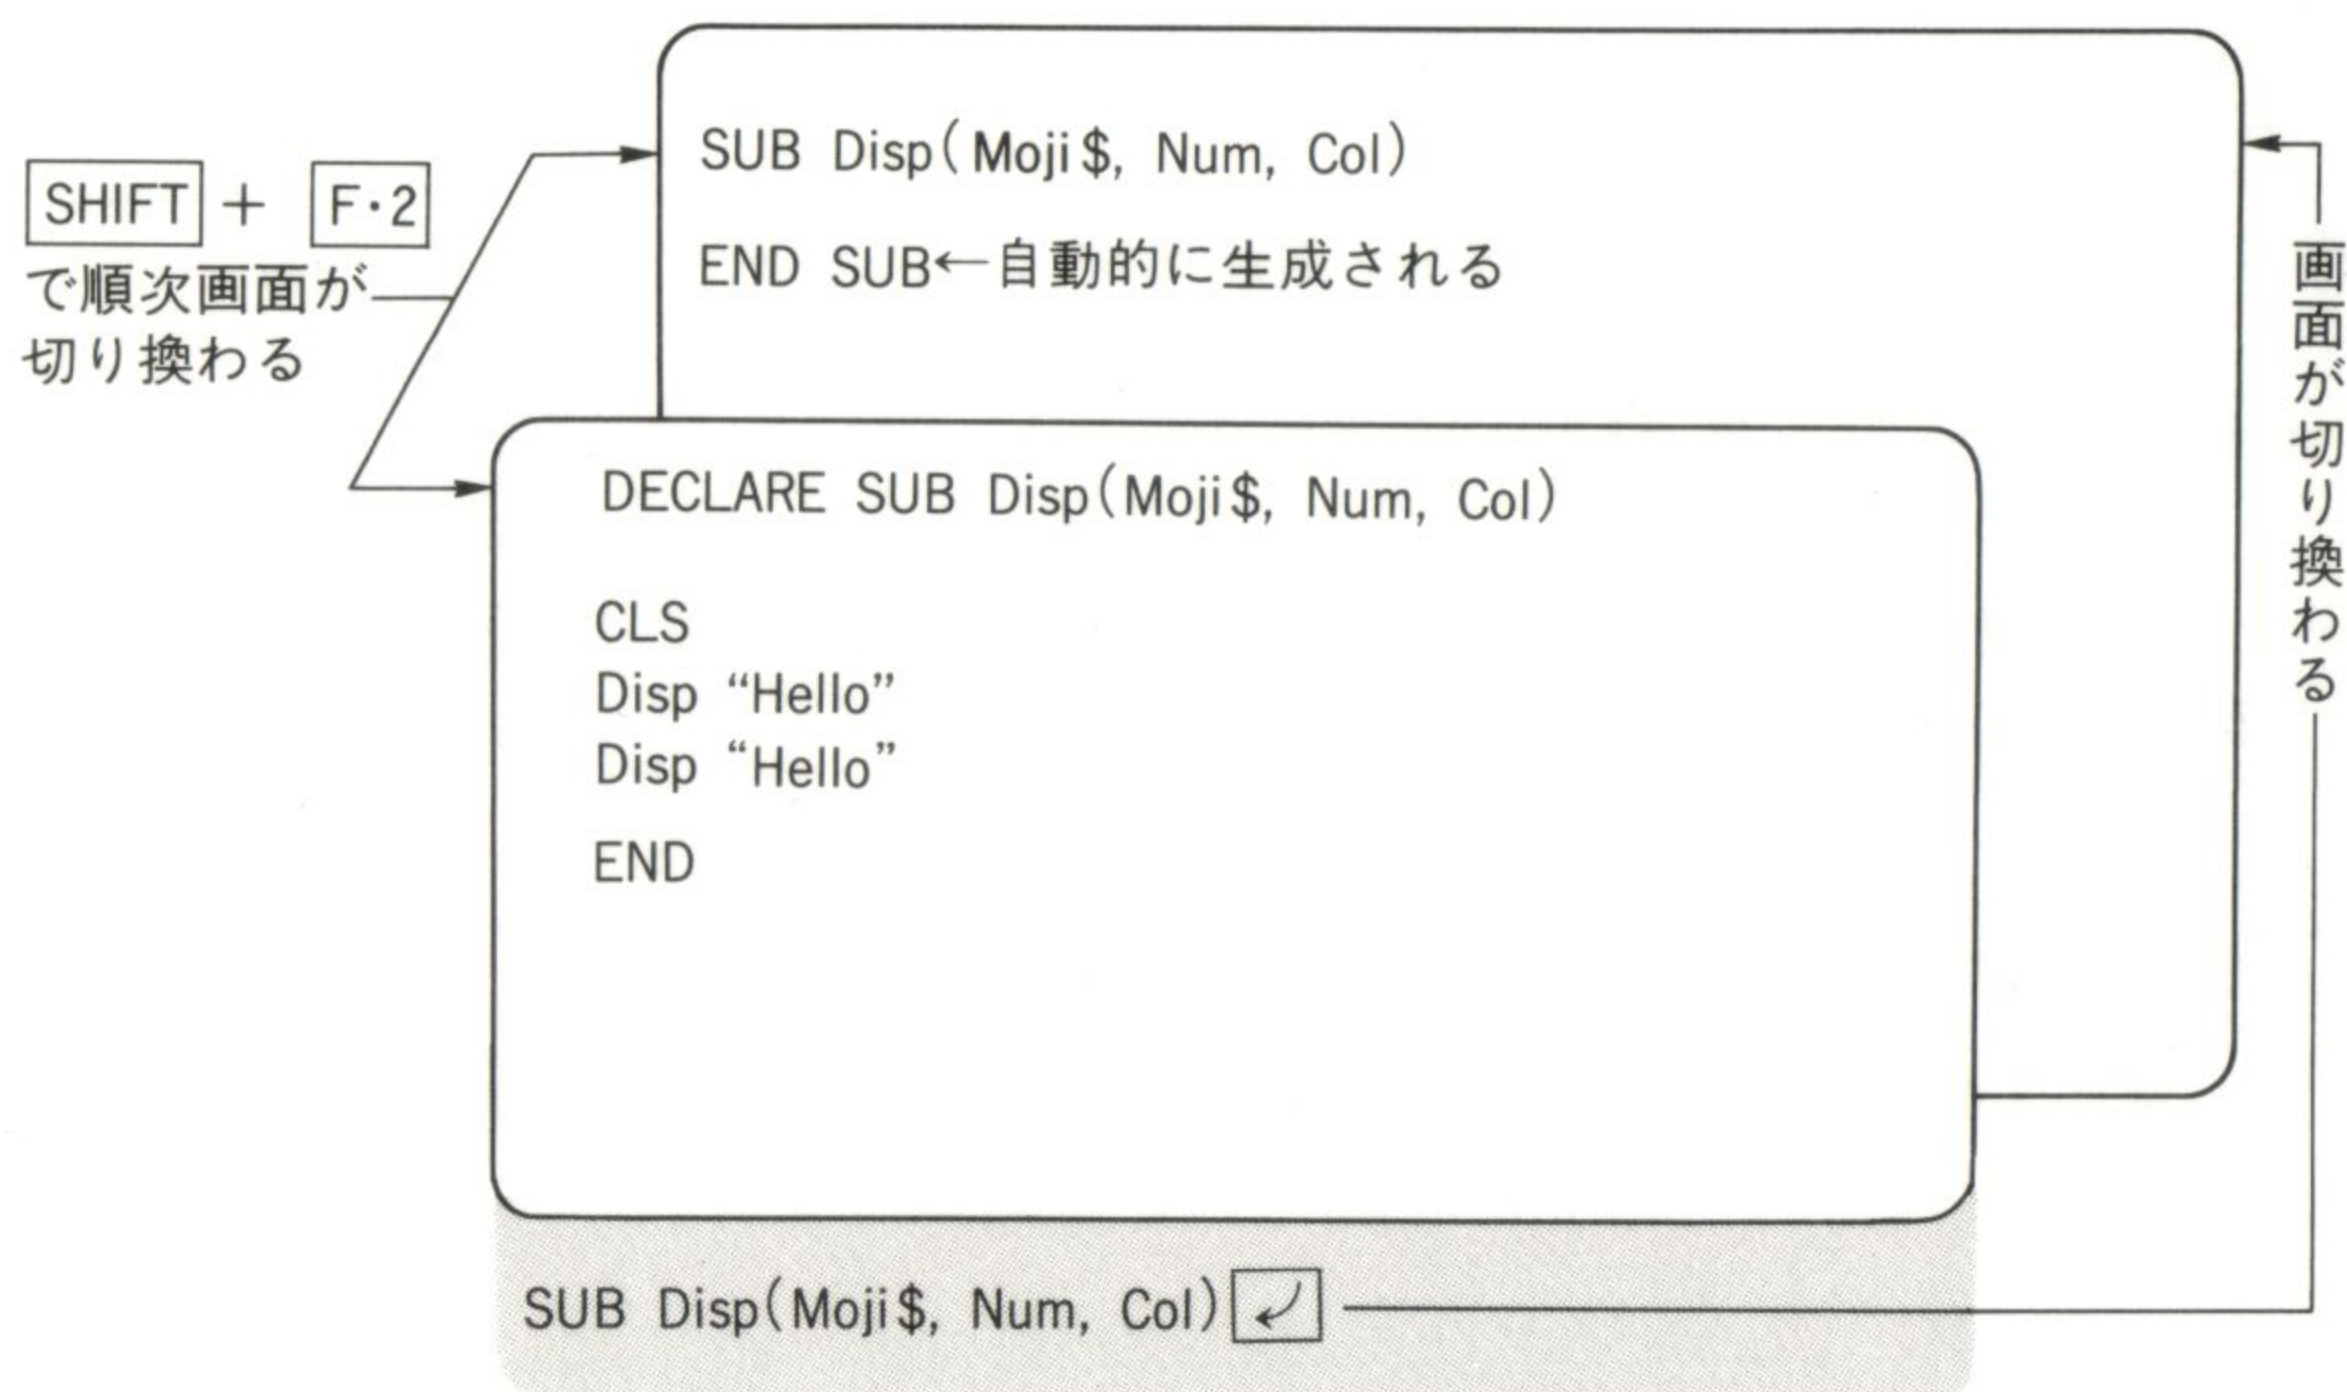 SHIFT + F・2
で順次画面が
切り換わる
SUB Disp(Moji$, Num, Col)
END SUB←自動的に生成される
DECLARE SUB Disp(Moji$, Num, Col)
CLS
Disp “Hello”
Disp “Hello”
END
SUB Disp(Moji$, Num, Col)
画面が切り換わる